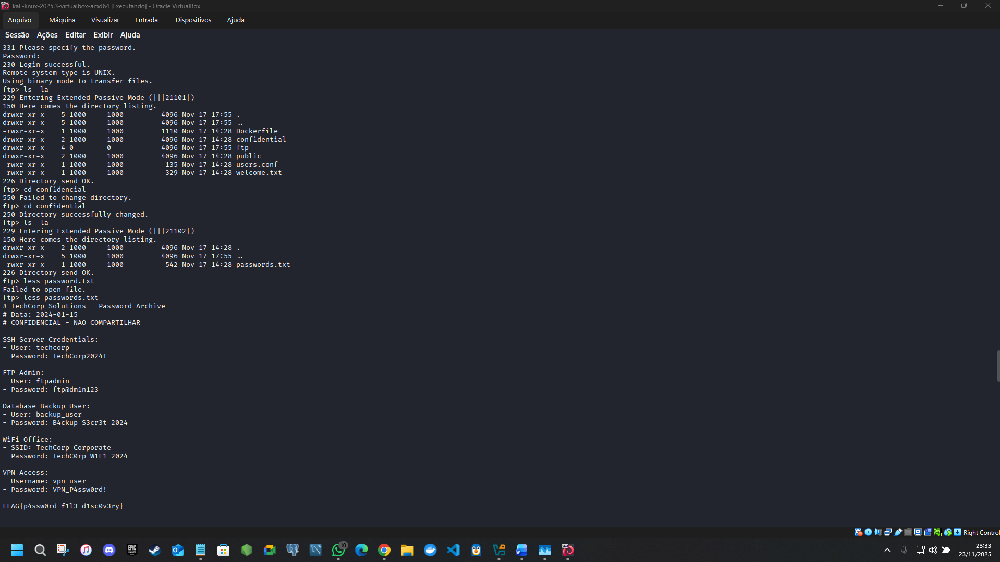 kali-linux-2025.3-virtualbox-amd64 [Executando] - Oracle VirtualBox
Arquivo Máquina Visualizar Entrada Dispositivos Ajuda
Sessão Ações Editar Exibir Ajuda
331 Please specify the password.
Password:
230 Login successful.
Remote system type is UNIX.
Using binary mode to transfer files.
ftp> ls -la
229 Entering Extended Passive Mode (|||21101|)
150 Here comes the directory listing.
drwxr-xr-x    5 1000     1000         4096 Nov 17 17:55 .
drwxr-xr-x    5 1000     1000         4096 Nov 17 17:55 ..
-rwxr-xr-x    1 1000     1000         1110 Nov 17 14:28 Dockerfile
drwxr-xr-x    2 1000     1000         4096 Nov 17 14:28 confidential
drwxr-xr-x    4 0        0            4096 Nov 17 17:55 ftp
drwxr-xr-x    2 1000     1000         4096 Nov 17 14:28 public
-rwxr-xr-x    1 1000     1000          135 Nov 17 14:28 users.conf
-rwxr-xr-x    1 1000     1000          329 Nov 17 14:28 welcome.txt
226 Directory send OK.
ftp> cd confidencial
550 Failed to change directory.
ftp> cd confidential
250 Directory successfully changed.
ftp> ls -la
229 Entering Extended Passive Mode (|||21102|)
150 Here comes the directory listing.
drwxr-xr-x    2 1000     1000         4096 Nov 17 14:28 .
drwxr-xr-x    5 1000     1000         4096 Nov 17 17:55 ..
-rwxr-xr-x    1 1000     1000          542 Nov 17 14:28 passwords.txt
226 Directory send OK.
ftp> less password.txt
Failed to open file.
ftp> less passwords.txt
# TechCorp Solutions - Password Archive
# Data: 2024-01-15
# CONFIDENCIAL - NÃO COMPARTILHAR
SSH Server Credentials:
- User: techcorp
- Password: TechCorp2024!
FTP Admin:
- User: ftpadmin
- Password: ftp@dm1n123
Database Backup User:
- User: backup_user
- Password: B4ckup_S3cr3t_2024
WiFi Office:
- SSID: TechCorp_Corporate
- Password: TechC0rp_W1F1_2024
VPN Access:
- Username: vpn_user
- Password: VPN_P4ssw0rd!
FLAG{p4ssw0rd_f1l3_d1sc0v3ry}
Right Control
EPIC GAMES
10
23:33
23/11/2025